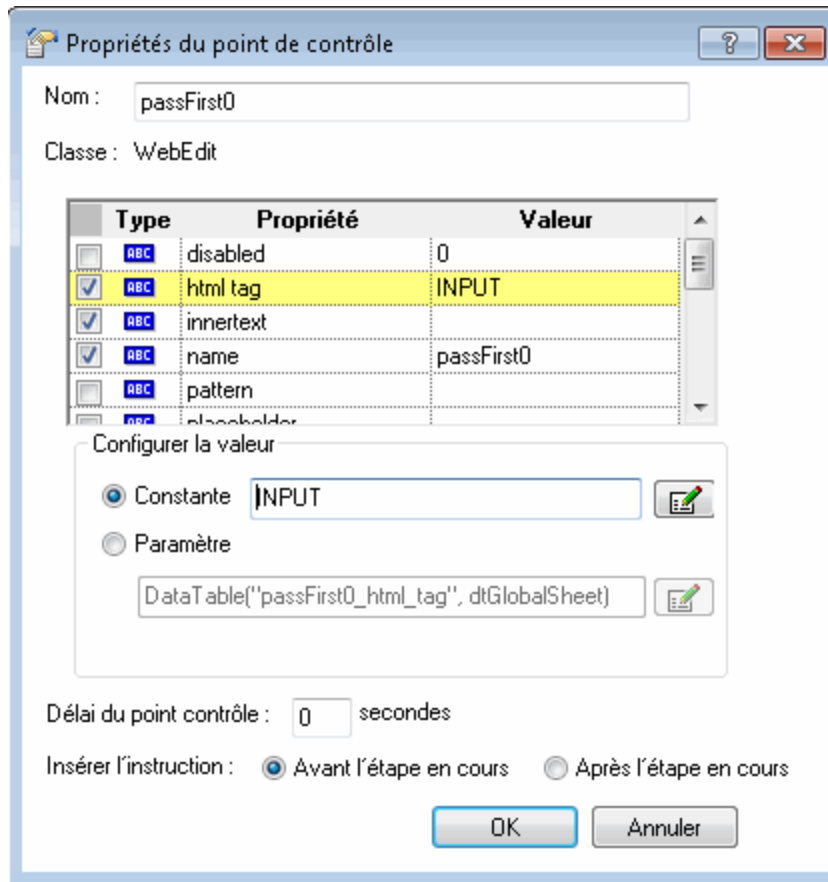 Propriétés du point de contrôle
Nom : passFirst0
Classe : WebEdit
Type Propriété Valeur
ABC disabled 0
ABC html tag INPUT
ABC innertext
ABC name passFirst0
ABC pattern
ABC placeholder
Configurer la valeur
Constante INPUT
Paramètre
DataTable("passFirst0_html_tag", dtGlobalSheet)
Délai du point contrôle : 0 secondes
Insérer l'instruction : Avant l'étape en cours Après l'étape en cours
OK Annuler